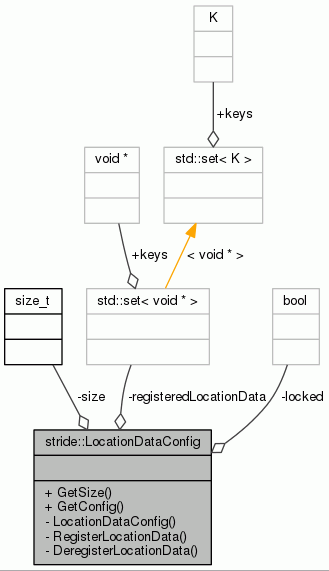 K
+keys
void *
std::set< K >
+keys
< void * >
size_t
std::set< void * >
bool
-size
-registeredLocationData
-locked
stride::LocationDataConfig
+ GetSize()
+ GetConfig()
- LocationDataConfig()
- RegisterLocationData()
- DeregisterLocationData()